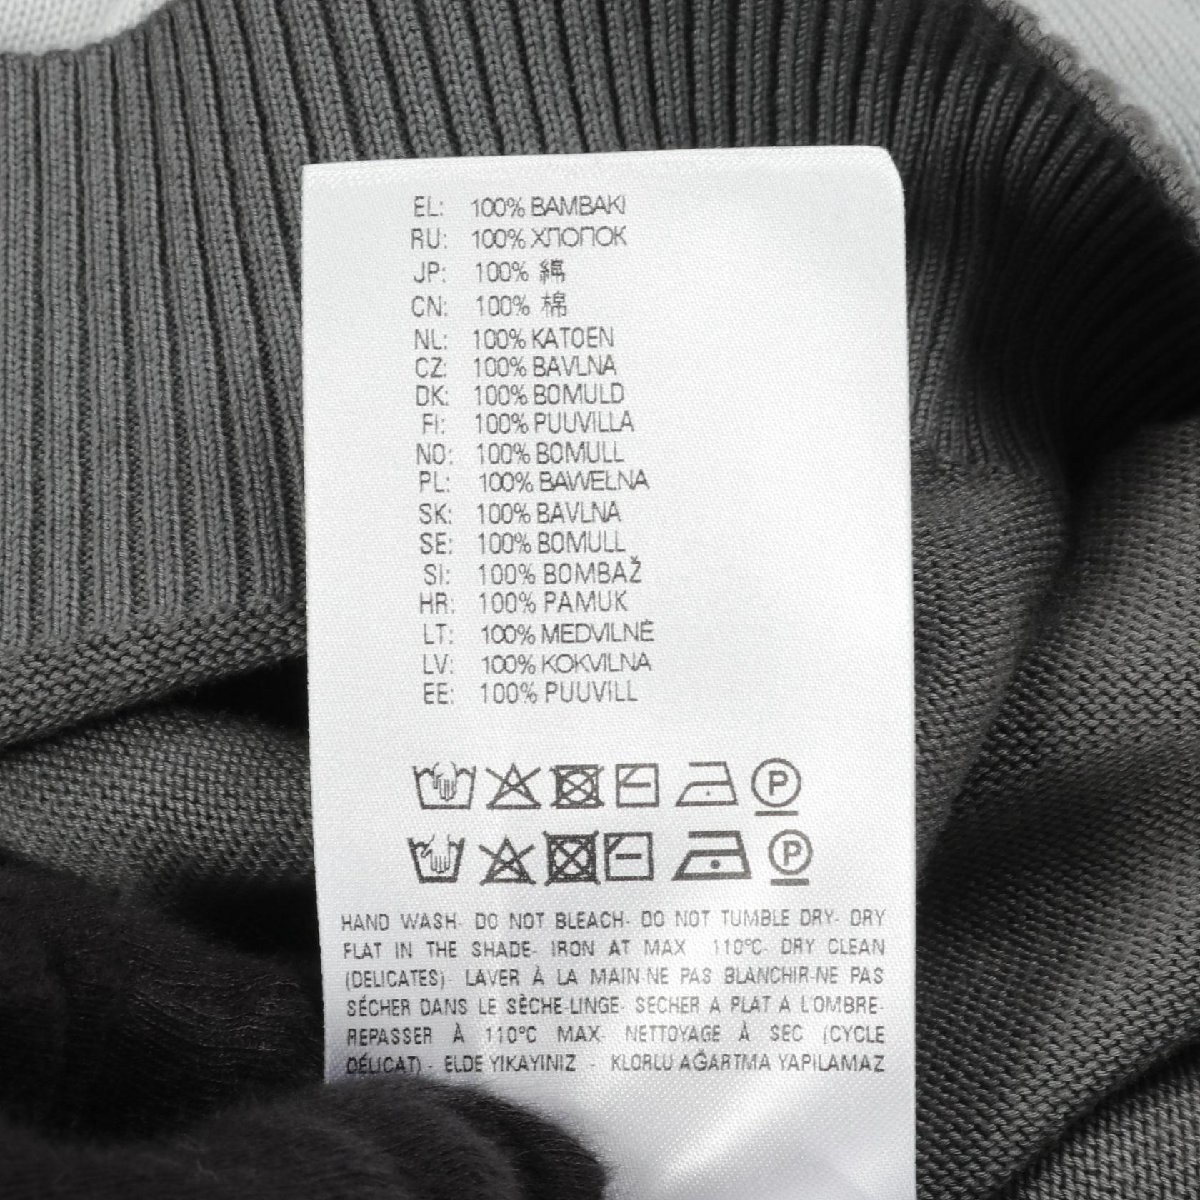 EL: 100% BAMBAKI
RU: 100% ХЛОПОК
JP: 100% 綿
CN: 100% 棉
NL: 100% KATOEN
CZ: 100% BAVLNA
DK: 100% BOMULD
FI: 100% PUUVILLA
NO: 100% BOMULL
PL: 100% BAWEŁNA
SK: 100% BAVLNA
SE: 100% BOMULL
SI: 100% BOMBAŽ
HR: 100% PAMUK
LT: 100% MEDVILNĖ
LV: 100% KOKVILNA
EE: 100% PUUVILL
P
P
HAND WASH- DO NOT BLEACH- DO NOT TUMBLE DRY- DRY
FLAT IN THE SHADE- IRON AT MAX 110°C- DRY CLEAN
(DELICATES)- LAVER À LA MAIN-NE PAS BLANCHIR-NE PAS
SÉCHER DANS LE SÈCHE-LINGE- SECHER A PLAT A L'OMBRE-
REPASSER À 110°C MAX- NETTOYAGE À SEC (CYCLE
DÉLICAT) - ELDE YIKAYINIZ - KLORLU AĞARTMA YAPILAMAZ